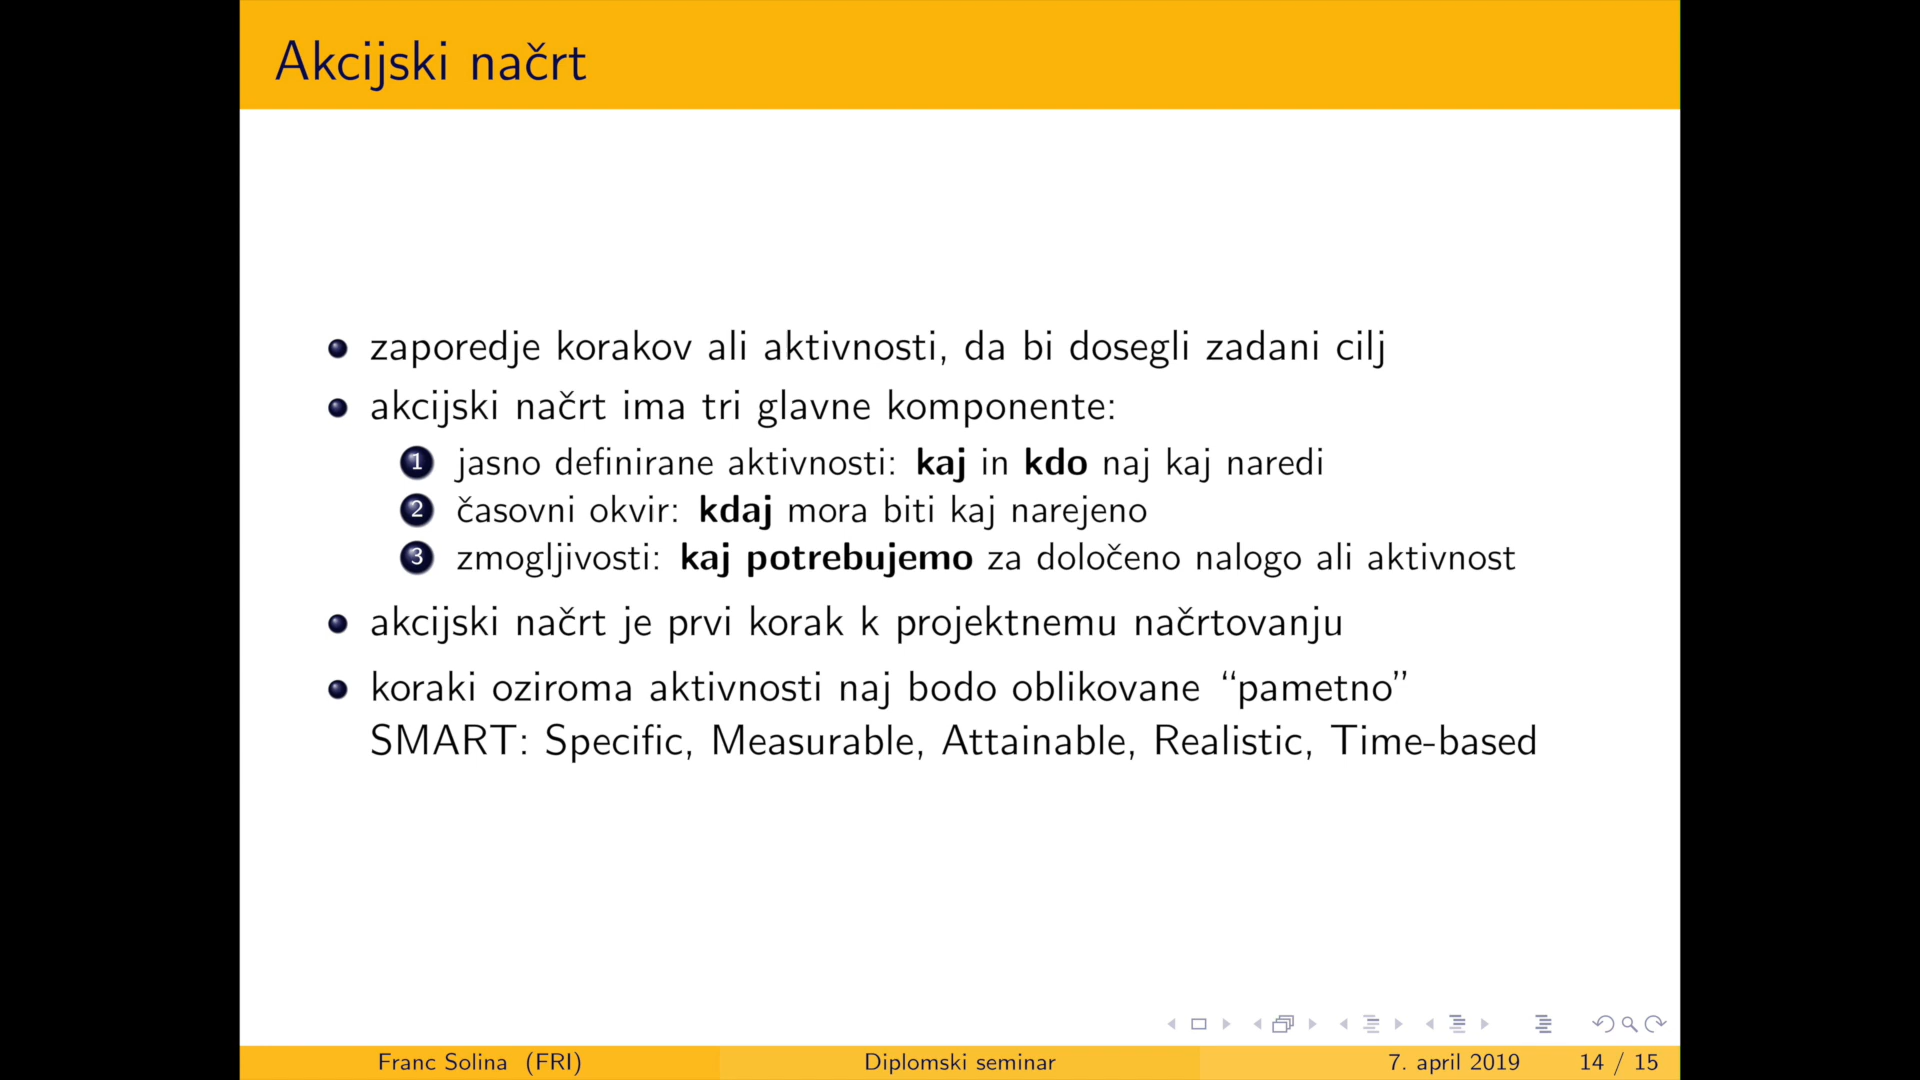 Akcijski načrt
zaporedje korakov ali aktivnosti, da bi dosegli zadani cilj
akcijski načrt ima tri glavne komponente:
1 jasno definirane aktivnosti: kaj in kdo naj kaj naredi
2 časovni okvir: kdaj mora biti kaj narejeno
3 zmogljivosti: kaj potrebujemo za določeno nalogo ali aktivnost
akcijski načrt je prvi korak k projektnemu načrtovanju
koraki oziroma aktivnosti naj bodo oblikovane “pametno”
SMART: Specific, Measurable, Attainable, Realistic, Time-based
Franc Solina (FRI) Diplomski seminar 7. april 2019 14 / 15